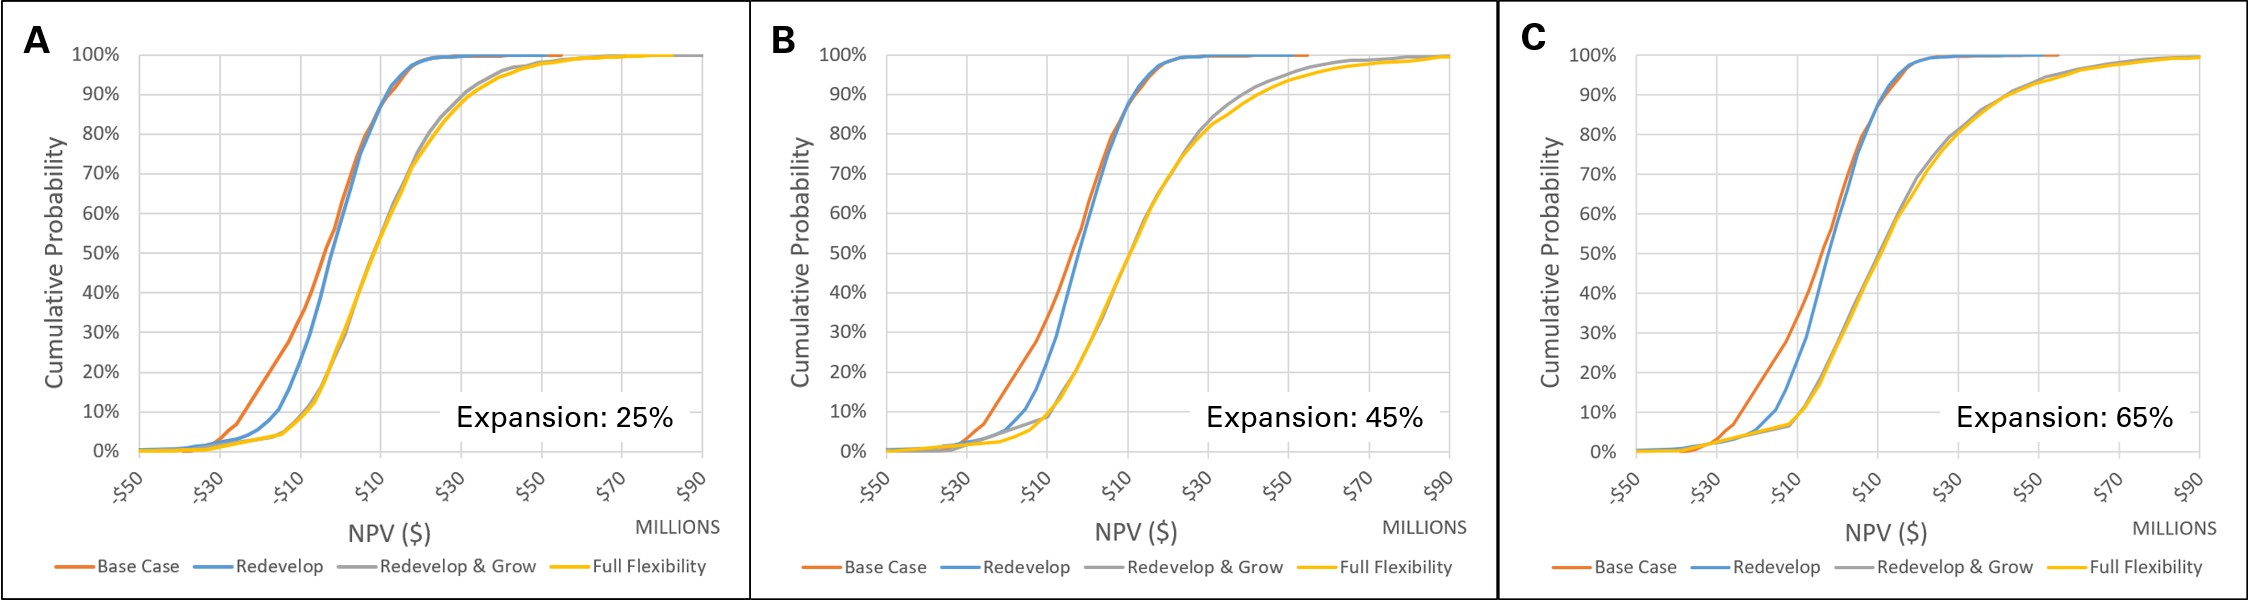 A
100%
90%
80%
70%
60%
50%
40%
30%
20%
10%
0%
Cumulative Probability
Expansion: 25%
-$50
-$30
-$10
$10
$30
$50
$70
$90
NPV ($)
MILLIONS
Base Case
Redevelop
Redevelop & Grow
Full Flexibility
B
100%
90%
80%
70%
60%
50%
40%
30%
20%
10%
0%
Cumulative Probability
Expansion: 45%
-$50
-$30
-$10
$10
$30
$50
$70
$90
NPV ($)
MILLIONS
Base Case
Redevelop
Redevelop & Grow
Full Flexibility
C
100%
90%
80%
70%
60%
50%
40%
30%
20%
10%
0%
Cumulative Probability
Expansion: 65%
-$50
-$30
-$10
$10
$30
$50
$70
$90
NPV ($)
MILLIONS
Base Case
Redevelop
Redevelop & Grow
Full Flexibility